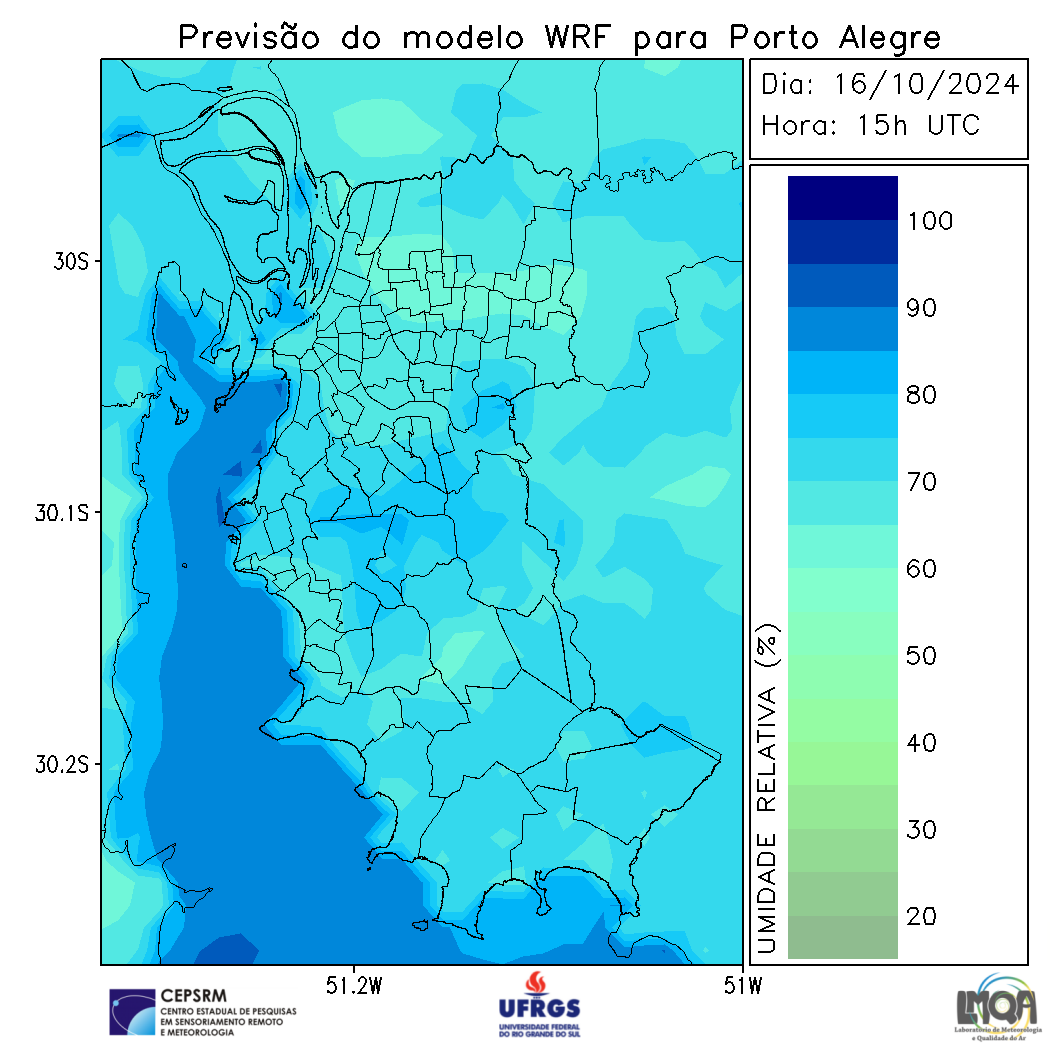 Previsão do modelo WRF para Porto Alegre
Dia: 16/10/2024
Hora: 15h UTC
30S
30.1S
30.2S
51.2W
51W
UMIDADE RELATIVA (%)
100
90
80
70
60
50
40
30
20
CEPSRM
CENTRO ESTADUAL DE PESQUISAS
EM SENSORIAMENTO REMOTO
E METEOROLOGIA
UFRGS
UNIVERSIDADE FEDERAL
DO RIO GRANDE DO SUL
LMQA
Laboratório de Meteorologia
e Qualidade do Ar